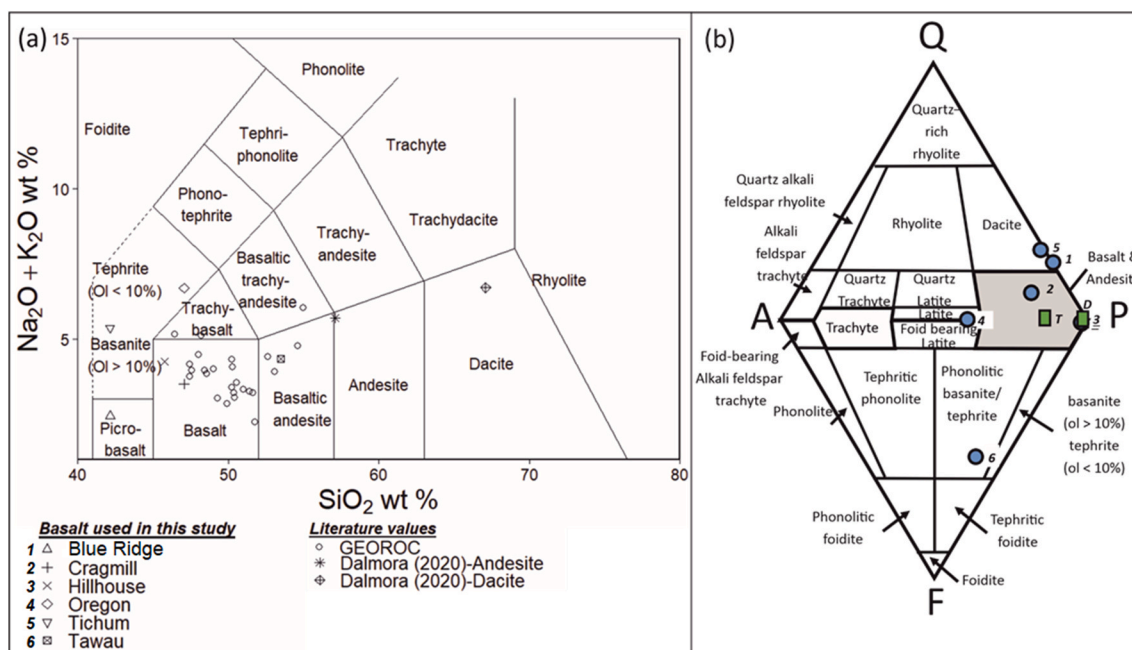 (a)
15
10
5
40
50
60
70
80
Na₂O + K₂O wt %
SiO₂ wt %
Foidite
Phonolite
Tephri-
phonolite
Trachyte
Phono-
tephrite
Trachydacite
Trachy-
andesite
Basaltic
trachy-
andesite
Rhyolite
Tephrite
(Ol < 10%)
Trachy-
basalt
Basanite
(Ol > 10%)
Dacite
Andesite
Basaltic
andesite
Picro-
basalt
Basalt
Basalt used in this study
1 △ Blue Ridge
2 + Cragmill
3 × Hillhouse
4 ◇ Oregon
5 ▽ Tichum
6 ⊠ Tawau
Literature values
○ GEOROC
✳ Dalmora (2020)-Andesite
⌖ Dalmora (2020)-Dacite
(b)
Q
Quartz–
rich
rhyolite
Quartz alkali
feldspar rhyolite
Rhyolite
Dacite
Alkali
feldspar
trachyte
5
1
Basalt &
Andesit
Quartz
Trachyte
Quartz
Latite
2
A
Trachyte
Latite
4
Foid bearing
Latite
T
D
3
P
Foid-bearing
Alkali feldspar
trachyte
Phonolite
Tephritic
phonolite
Phonolitic
basanite/
tephrite
basanite
(ol > 10%)
tephrite
(ol < 10%)
6
Phonolitic
foidite
Tephritic
foidite
Foidite
F